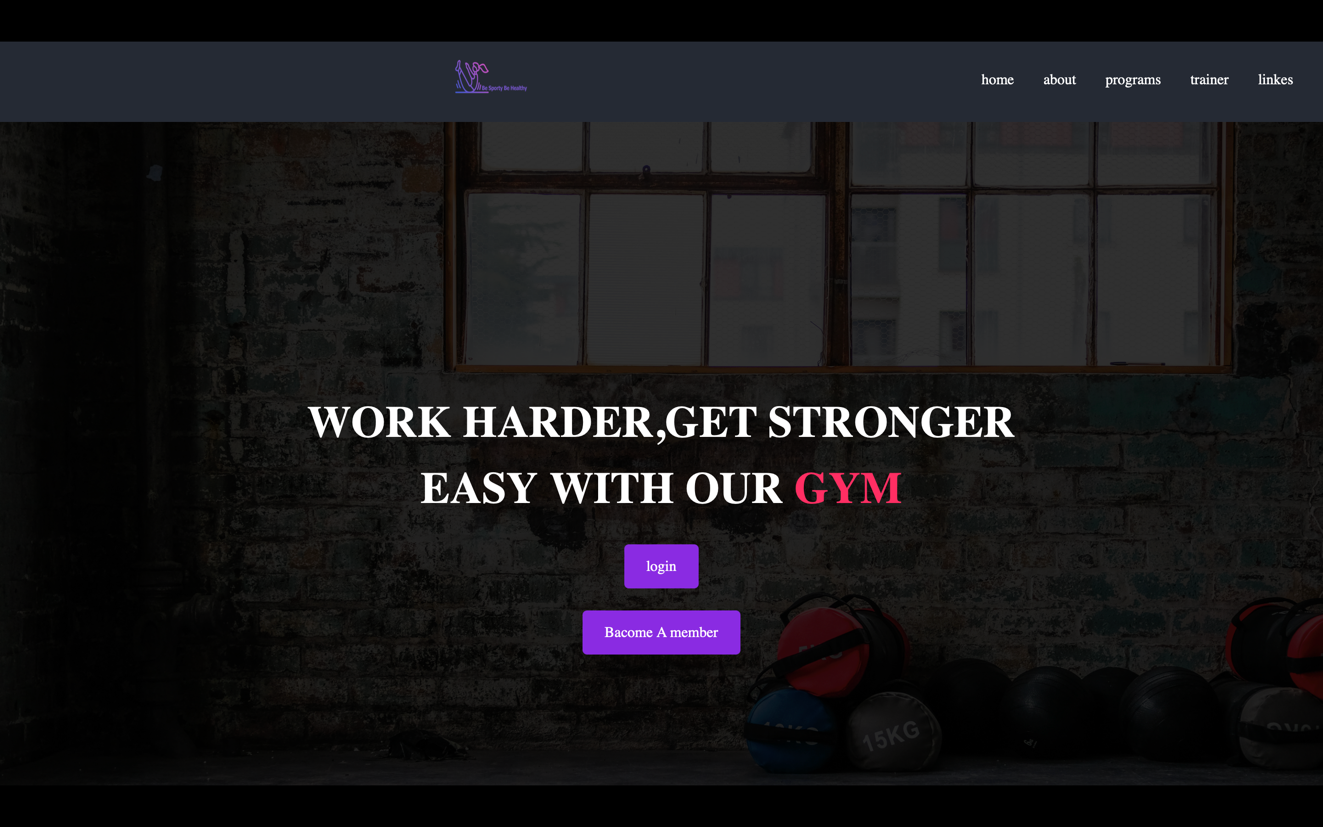 Be Sporty Be Healthy
home about programs trainer linkes
WORK HARDER,GET STRONGER
EASY WITH OUR GYM
login
Bacome A member
15KG